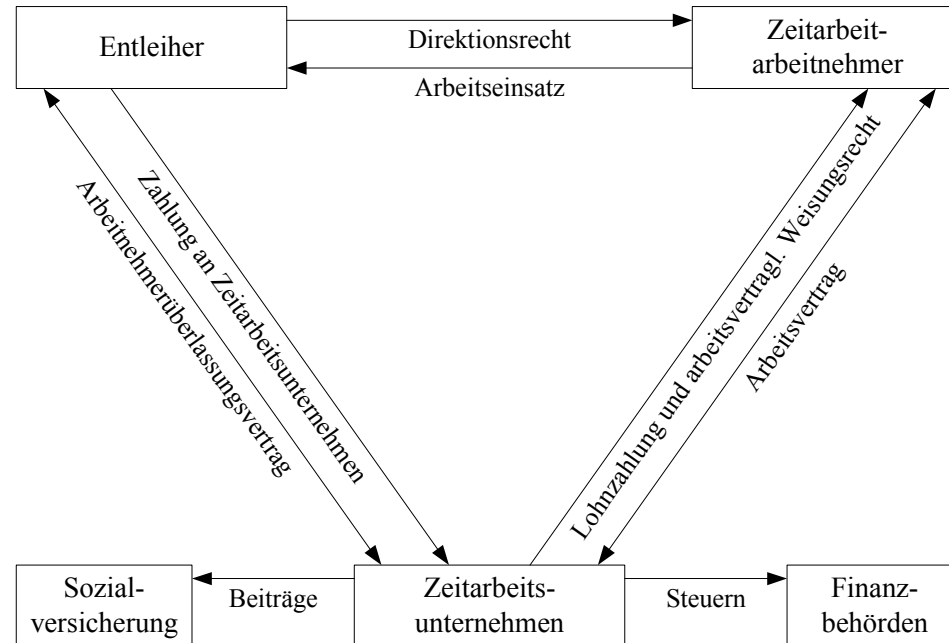 Entleiher
Direktionsrecht
Arbeitseinsatz
Zeitarbeit-
arbeitnehmer
Arbeitnehmerüberlassungsvertrag
Zahlung an Zeitarbeitsunternehmen
Lohnzahlung und arbeitsvertragl. Weisungsrecht
Arbeitsvertrag
Sozial-
versicherung
Beiträge
Zeitarbeits-
unternehmen
Steuern
Finanz-
behörden